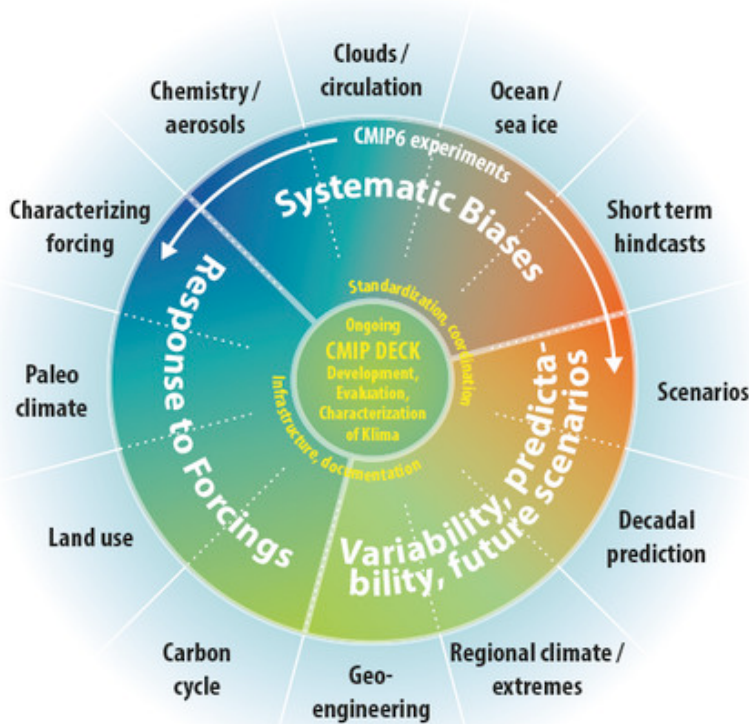 Clouds /
circulation
Chemistry /
aerosols
Ocean /
sea ice
CMIP6 experiments
Systematic Biases
Characterizing
forcing
Short term
hindcasts
Response to Forcings
Standardization, coordination
Ongoing
CMIP DECK
Development,
Evaluation,
Characterization
of Klima
Infrastructure, documentation
Variability, predicta-
bility, future scenarios
Paleo
climate
Scenarios
Land use
Decadal
prediction
Carbon
cycle
Geo-
engineering
Regional climate /
extremes